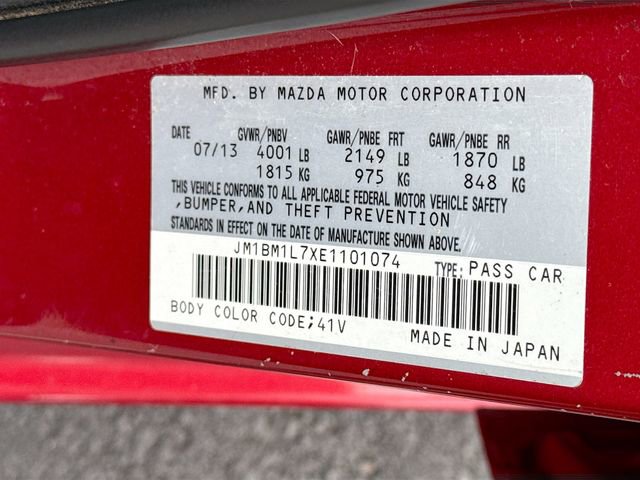 MFD. BY MAZDA MOTOR CORPORATION
DATE GVWR/PNBV GAWR/PNBE FRT GAWR/PNBE RR
07/13 4001 LB 2149 LB 1870 LB
1815 KG 975 KG 848 KG
THIS VEHICLE CONFORMS TO ALL APPLICABLE FEDERAL MOTOR VEHICLE SAFETY
,BUMPER,AND THEFT PREVENTION
STANDARDS IN EFFECT ON THE DATE OF MANUFACTURE SHOWN ABOVE.
JM1BM1L7XE1101074 TYPE: PASS CAR
BODY COLOR CODE;41V MADE IN JAPAN